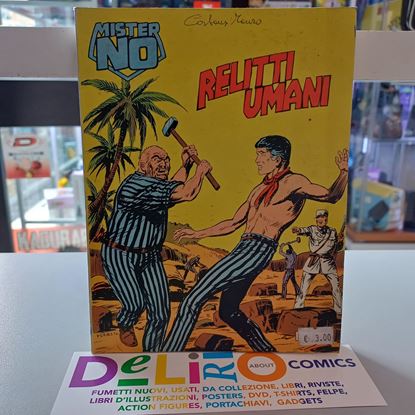 MISTER
NO
RELITTI
UMANI
€ 3.00
DeLiRi
ABOUT
COMICS
FUMETTI NUOVI, USATI, DA COLLEZIONE, LIBRI, RIVISTE,
LIBRI D'ILLUSTRAZIONI, POSTERS, DVD, T-SHIRTS, FELPE,
ACTION FIGURES, PORTACHIAVI, GADGETS